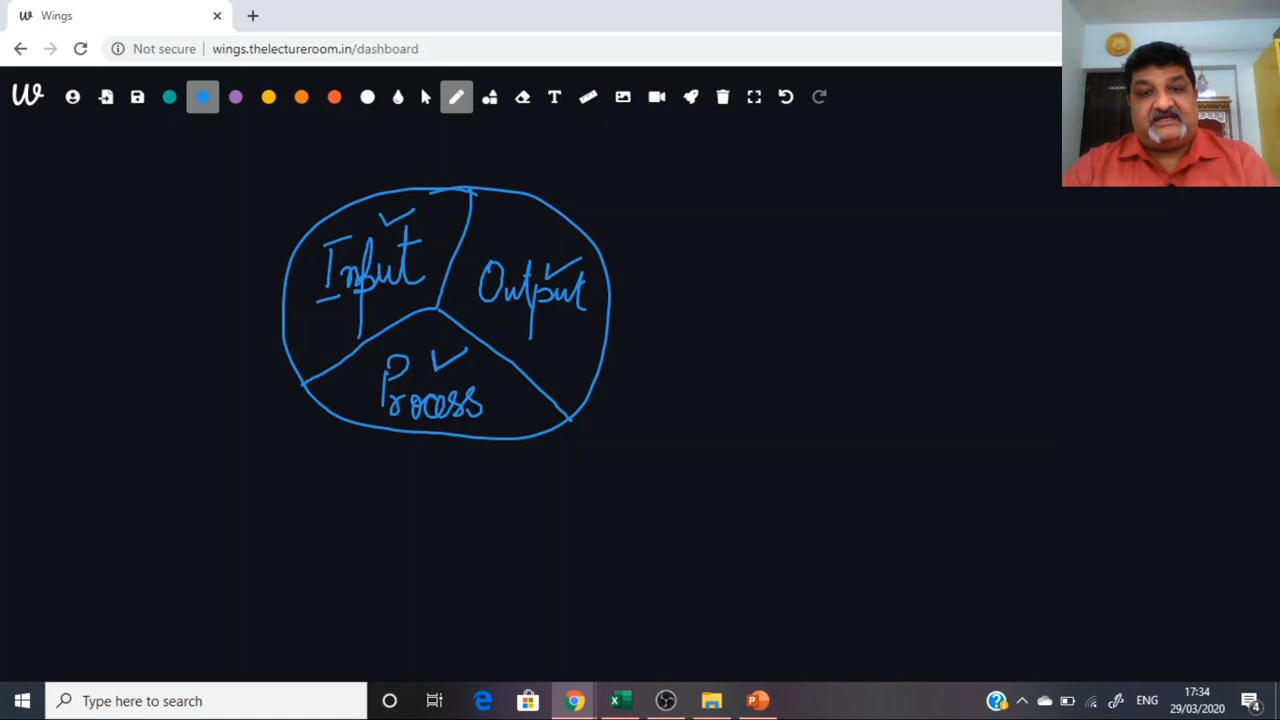 Wings
Not secure
wings.thelectureroom.in/dashboard
Input
Output
Process
Type here to search
ENG
17:34
29/03/2020
4